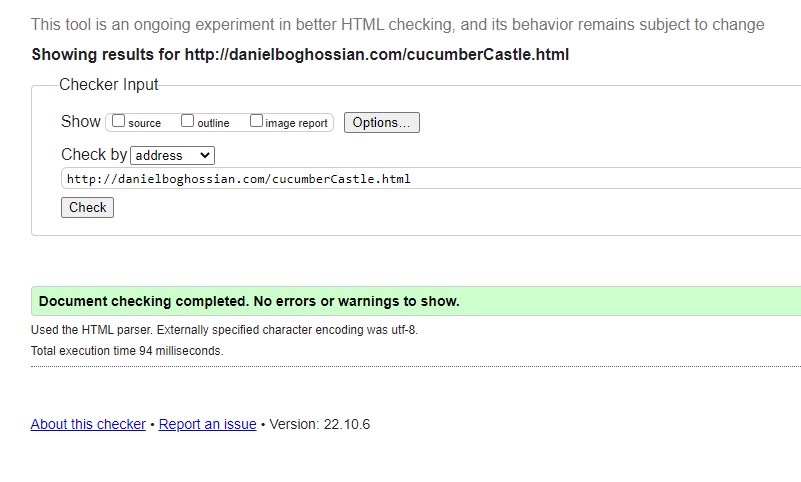 This tool is an ongoing experiment in better HTML checking, and its behavior remains subject to change
Showing results for http://danielboghossian.com/cucumberCastle.html
Checker Input
Show source outline image report Options...
Check by address
http://danielboghossian.com/cucumberCastle.html
Check
Document checking completed. No errors or warnings to show.
Used the HTML parser. Externally specified character encoding was utf-8.
Total execution time 94 milliseconds.
About this checker • Report an issue • Version: 22.10.6